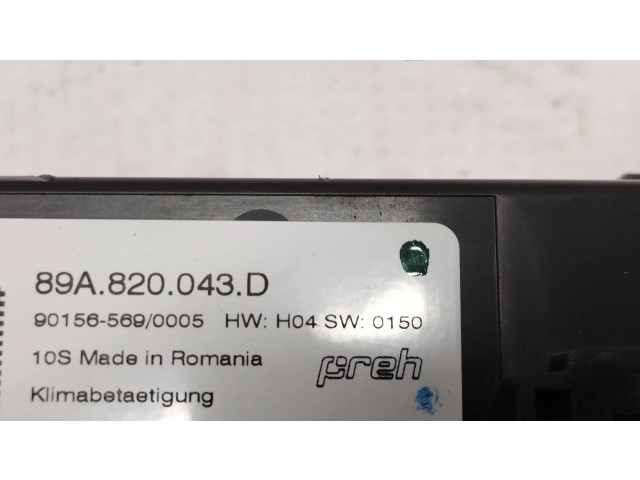 89A.820.043.D
90156-569/0005 HW: H04 SW: 0150
10S Made in Romania preh
Klimabetaetigung